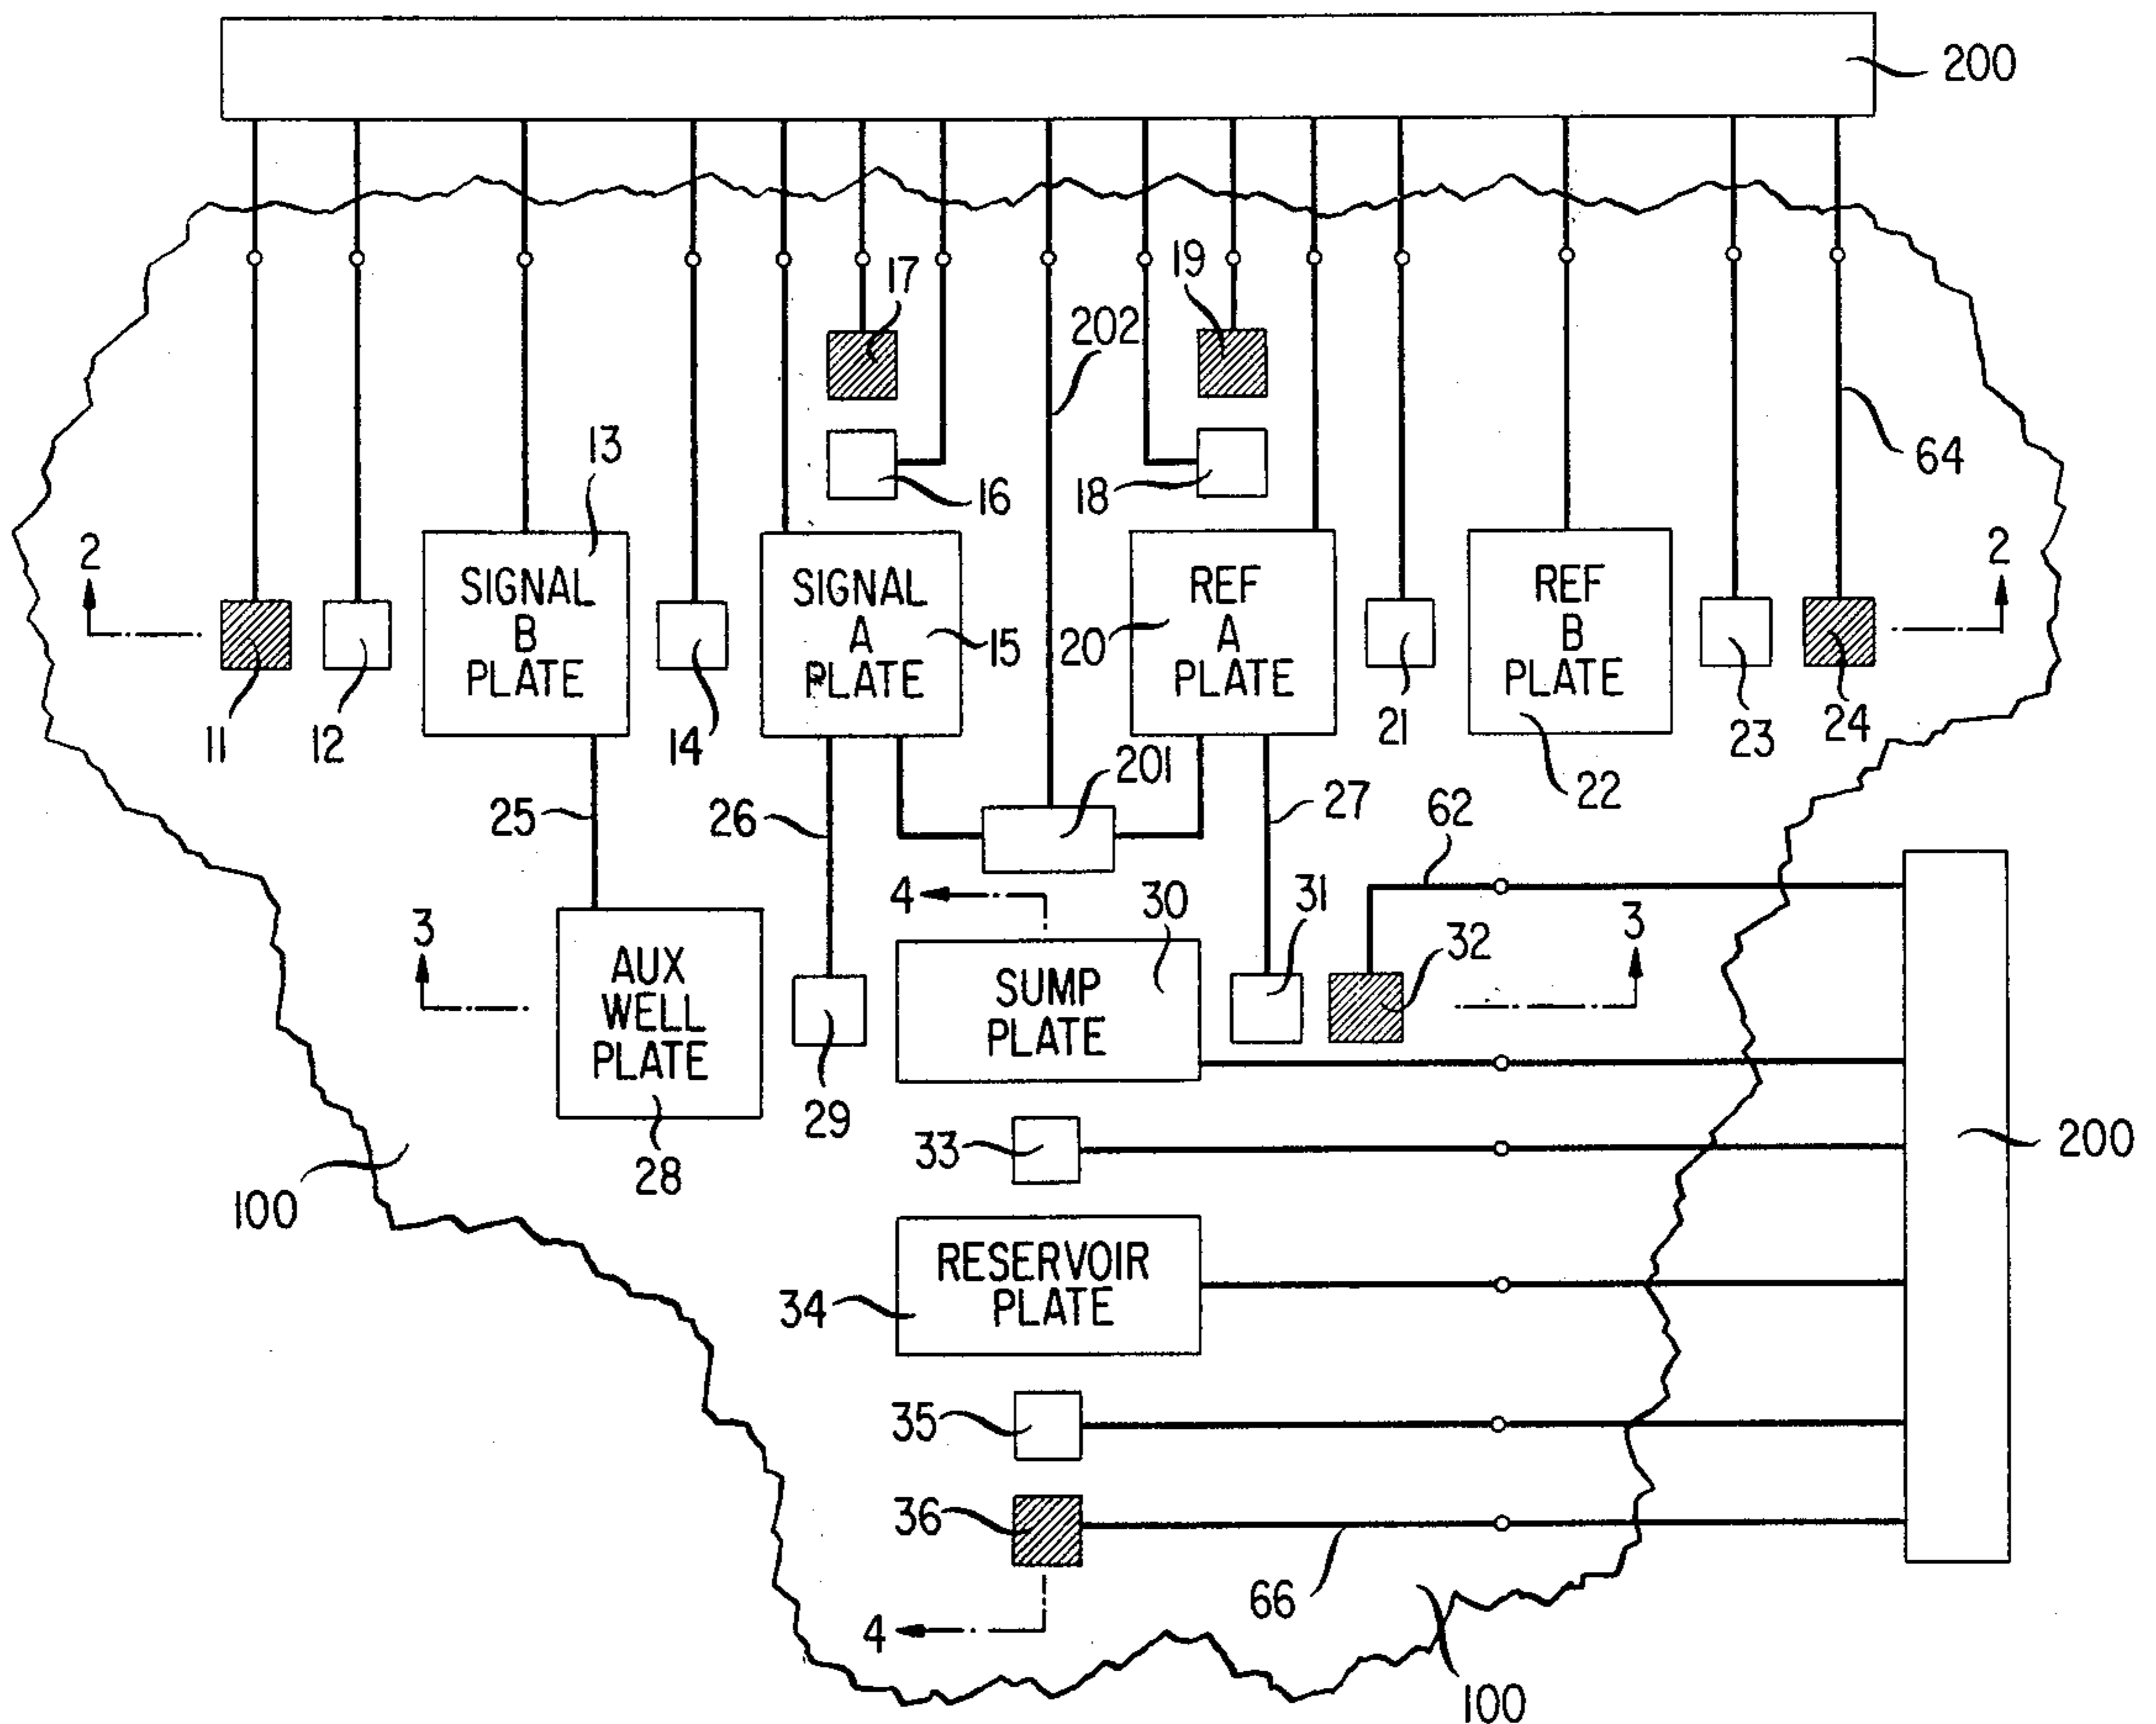 200
17
19
202
13
16
18
64
2
2
SIGNAL
B
PLATE
SIGNAL
A
PLATE
15
20
REF
A
PLATE
REF
B
PLATE
11
12
14
21
23
24
201
22
25
26
27
62
4
30
31
3
3
32
AUX
WELL
PLATE
SUMP
PLATE
29
28
33
200
100
RESERVOIR
PLATE
34
35
36
66
4
100